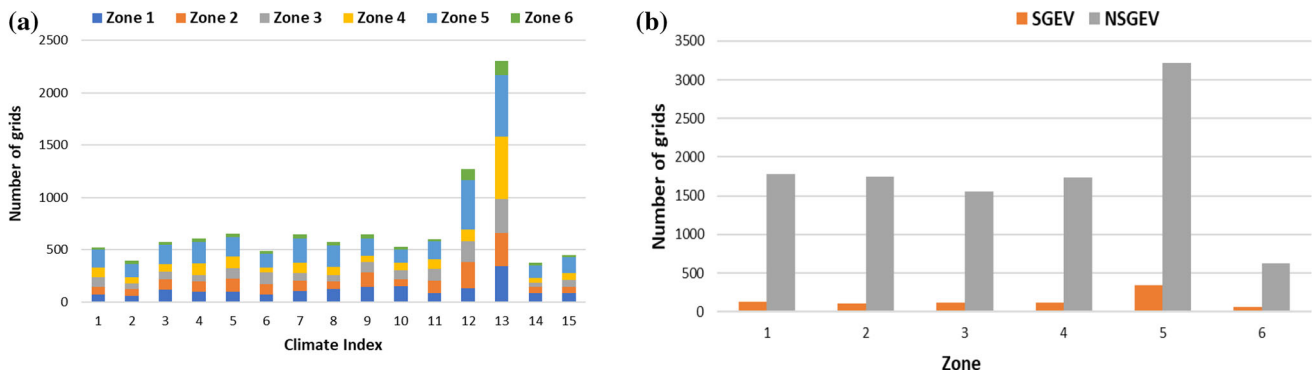 (a)
Zone 1 Zone 2 Zone 3 Zone 4 Zone 5 Zone 6
Number of grids
2500
2000
1500
1000
500
0
1 2 3 4 5 6 7 8 9 10 11 12 13 14 15
Climate Index
(b)
SGEV NSGEV
Number of grids
3500
3000
2500
2000
1500
1000
500
0
1 2 3 4 5 6
Zone